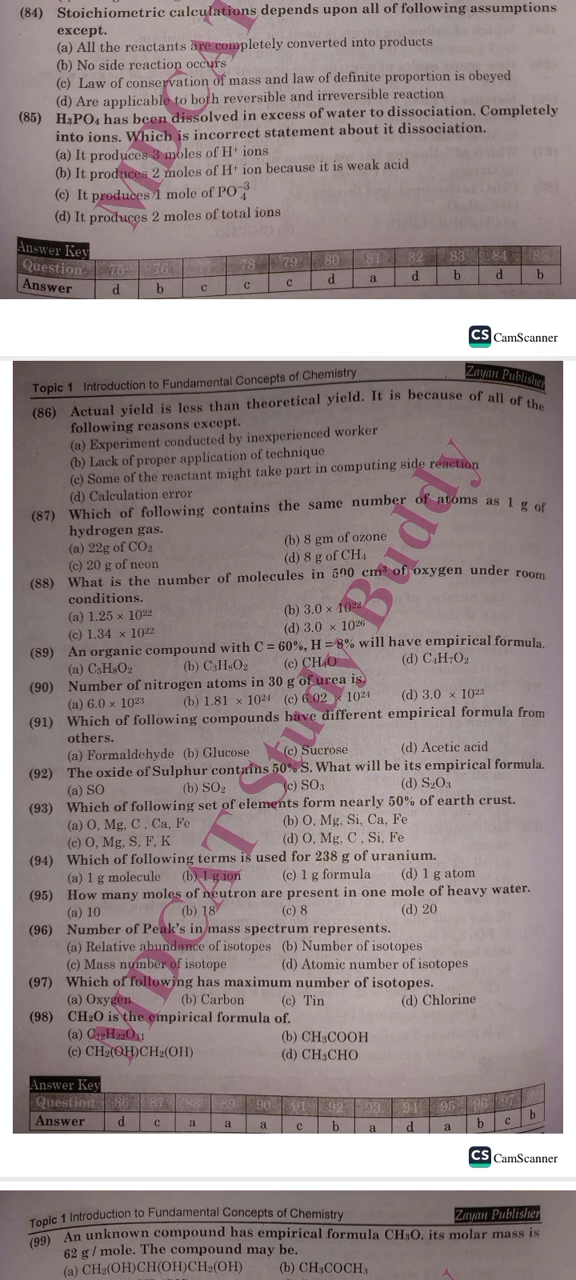 (84) Stoichiometric calculations depends upon all of following assumptions
except.
(a) All the reactants are completely converted into products
(b) No side reaction occurs
(c) Law of conservation of mass and law of definite proportion is obeyed
(d) Are applicable to both reversible and irreversible reaction
(85) H₃PO₄ has been dissolved in excess of water to dissociation. Completely
into ions. Which is incorrect statement about it dissociation.
(a) It produces 3 moles of H⁺ ions
(b) It produces 2 moles of H⁺ ion because it is weak acid
(c) It produces 1 mole of PO₄⁻³
(d) It produces 2 moles of total ions
Answer Key
Question 75 76 77 78 79 80 81 82 83 84 85
Answer d b c c c d a d b d b
CS CamScanner
Topic 1 Introduction to Fundamental Concepts of Chemistry Zayan Publisher
(86) Actual yield is less than theoretical yield. It is because of all of the
following reasons except.
(a) Experiment conducted by inexperienced worker
(b) Lack of proper application of technique
(c) Some of the reactant might take part in computing side reaction
(d) Calculation error
(87) Which of following contains the same number of atoms as 1 g of
hydrogen gas.
(a) 22g of CO₂ (b) 8 gm of ozone
(c) 20 g of neon (d) 8 g of CH₄
(88) What is the number of molecules in 500 cm³ of oxygen under room
conditions.
(a) 1.25 × 10²² (b) 3.0 × 10²²
(c) 1.34 × 10²² (d) 3.0 × 10²⁶
(89) An organic compound with C = 60%, H = 8% will have empirical formula.
(a) C₅H₈O₂ (b) C₃H₈O₂ (c) CH₄O (d) C₄H₇O₂
(90) Number of nitrogen atoms in 30 g of urea is.
(a) 6.0 × 10²³ (b) 1.81 × 10²⁴ (c) 6.02 × 10²⁴ (d) 3.0 × 10²³
(91) Which of following compounds have different empirical formula from
others.
(a) Formaldehyde (b) Glucose (c) Sucrose (d) Acetic acid
(92) The oxide of Sulphur contains 50% S. What will be its empirical formula.
(a) SO (b) SO₂ (c) SO₃ (d) S₂O₃
(93) Which of following set of elements form nearly 50% of earth crust.
(a) O, Mg, C , Ca, Fe (b) O, Mg, Si, Ca, Fe
(c) O, Mg, S, F, K (d) O, Mg, C , Si, Fe
(94) Which of following terms is used for 238 g of uranium.
(a) 1 g molecule (b) 1 g ion (c) 1 g formula (d) 1 g atom
(95) How many moles of neutron are present in one mole of heavy water.
(a) 10 (b) 18 (c) 8 (d) 20
(96) Number of Peak's in mass spectrum represents.
(a) Relative abundance of isotopes (b) Number of isotopes
(c) Mass number of isotope (d) Atomic number of isotopes
(97) Which of following has maximum number of isotopes.
(a) Oxygen (b) Carbon (c) Tin (d) Chlorine
(98) CH₂O is the empirical formula of.
(a) C₁₂H₂₂O₁₁ (b) CH₃COOH
(c) CH₂(OH)CH₂(OH) (d) CH₃CHO
Answer Key
Question 86 87 88 89 90 91 92 93 94 95 96 97
Answer d c a a a c b a d a b c b
MDCAT Study Buddy
CS CamScanner
Topic 1 Introduction to Fundamental Concepts of Chemistry Zayan Publisher
(99) An unknown compound has empirical formula CH₃O. its molar mass is
62 g / mole. The compound may be.
(a) CH₂(OH)CH(OH)CH₂(OH) (b) CH₃COCH₃